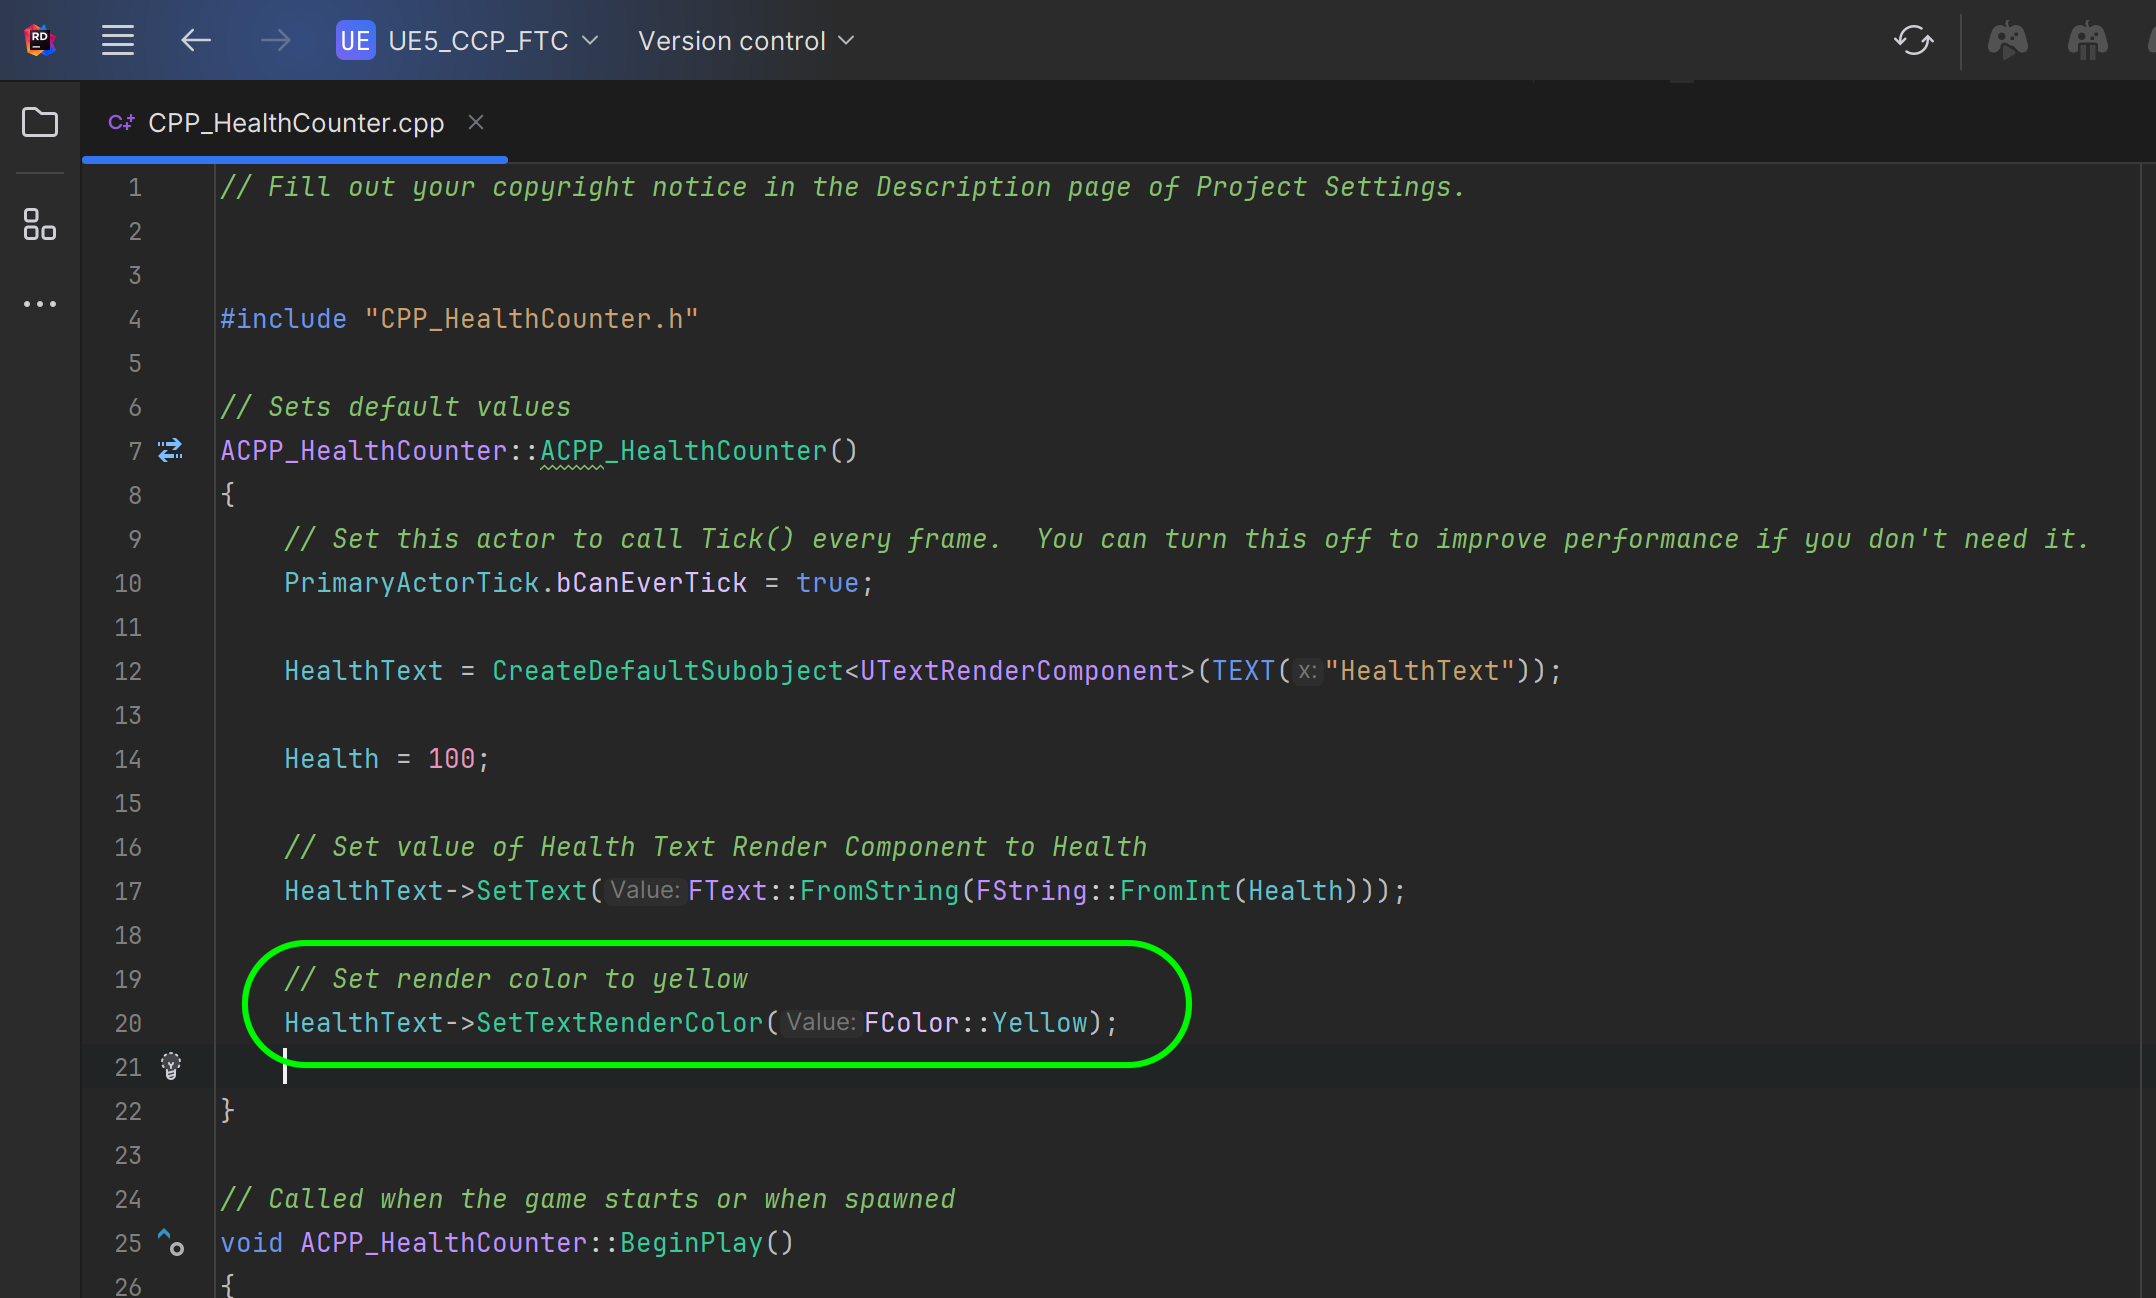 RD UE UE5_CCP_FTC Version control
C++ CPP_HealthCounter.cpp
1 // Fill out your copyright notice in the Description page of Project Settings.
2
3
4 #include "CPP_HealthCounter.h"
5
6 // Sets default values
7 ACPP_HealthCounter::ACPP_HealthCounter()
8 {
9 // Set this actor to call Tick() every frame.  You can turn this off to improve performance if you don't need it.
10 PrimaryActorTick.bCanEverTick = true;
11
12 HealthText = CreateDefaultSubobject<UTextRenderComponent>(TEXT(x:"HealthText"));
13
14 Health = 100;
15
16 // Set value of Health Text Render Component to Health
17 HealthText->SetText(Value:FText::FromString(FString::FromInt(Health)));
18
19 // Set render color to yellow
20 HealthText->SetTextRenderColor(Value:FColor::Yellow);
21
22 }
23
24 // Called when the game starts or when spawned
25 void ACPP_HealthCounter::BeginPlay()
26 {